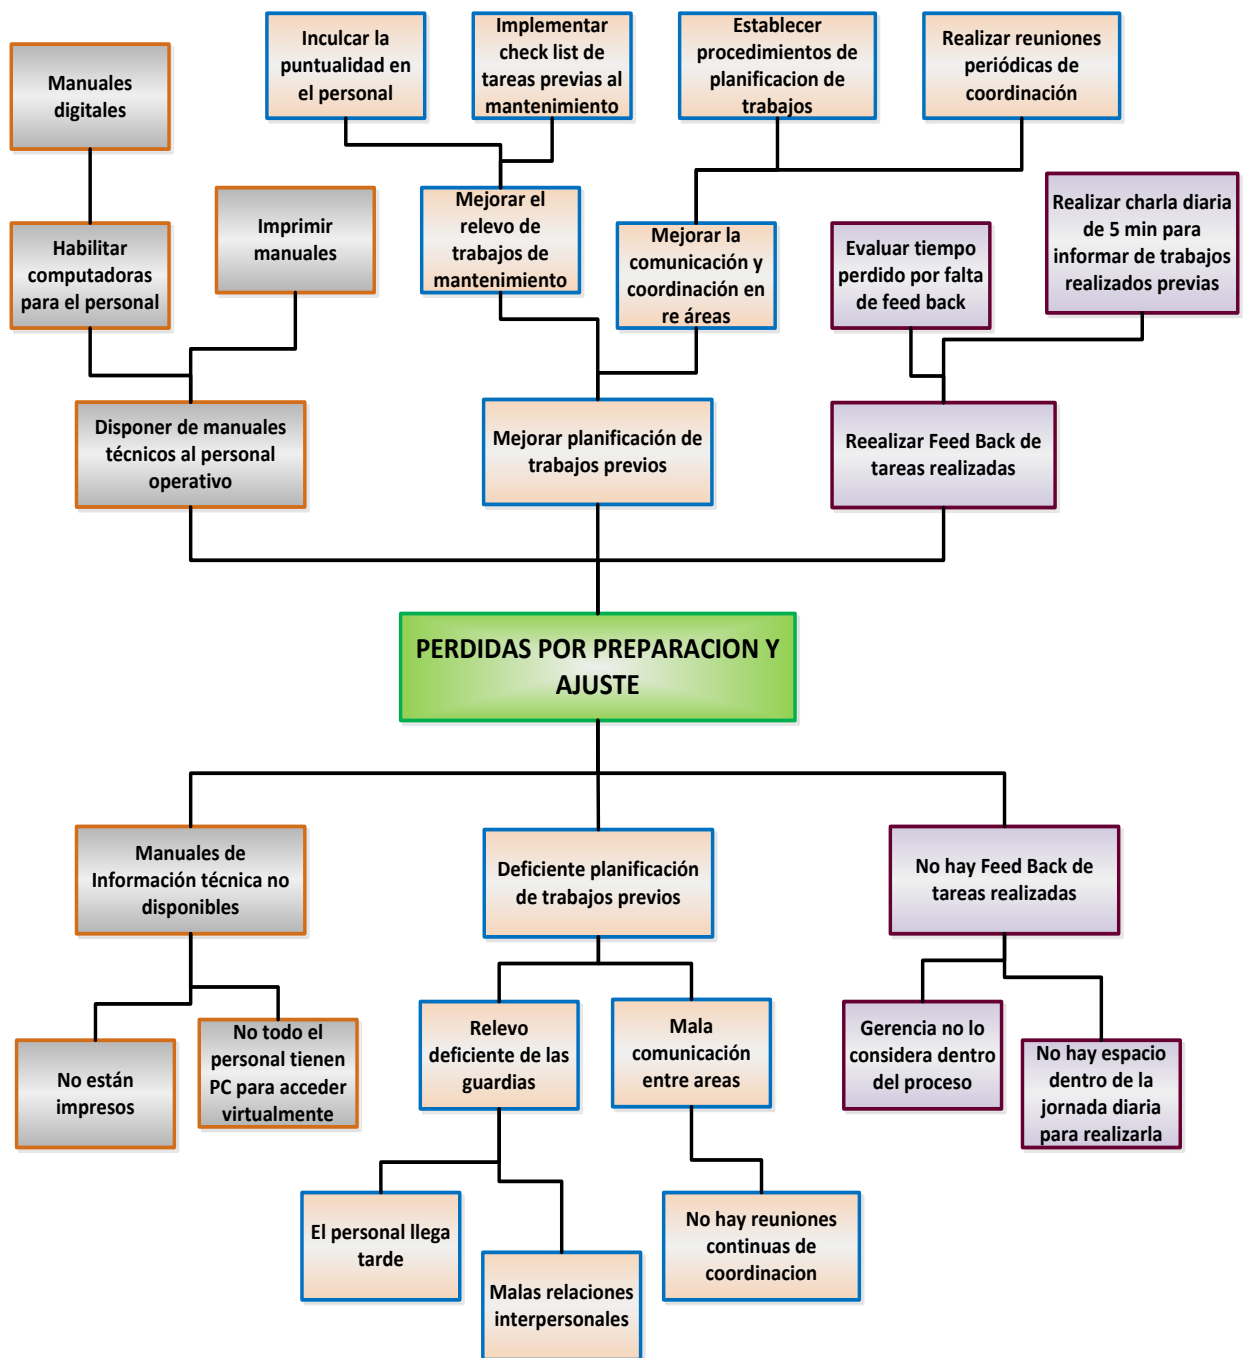 Manuales
digitales
Inculcar la
puntualidad en
el personal
Implementar
check list de
tareas previas al
mantenimiento
Establecer
procedimientos de
planificacion de
trabajos
Realizar reuniones
periódicas de
coordinación
Habilitar
computadoras
para el personal
Imprimir
manuales
Mejorar el
relevo de
trabajos de
mantenimiento
Mejorar la
comunicación y
coordinación en
re áreas
Evaluar tiempo
perdido por falta
de feed back
Realizar charla diaria
de 5 min para
informar de trabajos
realizados previas
Disponer de manuales
técnicos al personal
operativo
Mejorar planificación de
trabajos previos
Reealizar Feed Back de
tareas realizadas
PERDIDAS POR PREPARACION Y
AJUSTE
Manuales de
Información técnica no
disponibles
Deficiente planificación
de trabajos previos
No hay Feed Back de
tareas realizadas
No están
impresos
No todo el
personal tienen
PC para acceder
virtualmente
Relevo
deficiente de las
guardias
Mala
comunicación
entre areas
Gerencia no lo
considera dentro
del proceso
No hay espacio
dentro de la
jornada diaria
para realizarla
El personal llega
tarde
Malas relaciones
interpersonales
No hay reuniones
continuas de
coordinacion